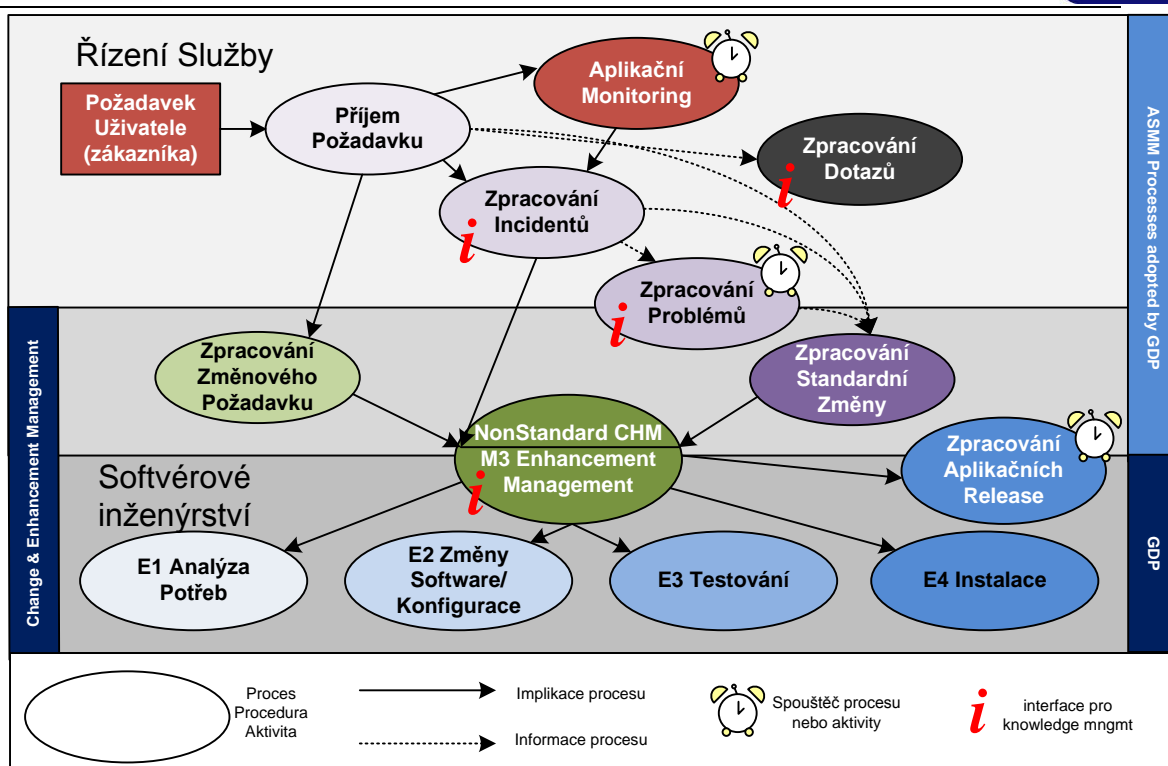 Řízení Služby
Požadavek
Uživatele
(zákazníka)
Příjem
Požadavku
Aplikační
Monitoring
Zpracování
Dotazů
i
Zpracování
Incidentů
i
Zpracování
Problémů
i
Zpracování
Změnového
Požadavku
Zpracování
Standardní
Změny
NonStandard CHM
M3 Enhancement
Management
i
Zpracování
Aplikačních
Release
Softvérové
inženýrství
E1 Analýza
Potřeb
E2 Změny
Software/
Konfigurace
E3 Testování
E4 Instalace
Change & Enhancement Management
ASMM Processes adopted by GDP
GDP
Proces
Procedura
Aktivita
Implikace procesu
Informace procesu
Spouštěč procesu
nebo aktivity
i
interface pro
knowledge mngmt